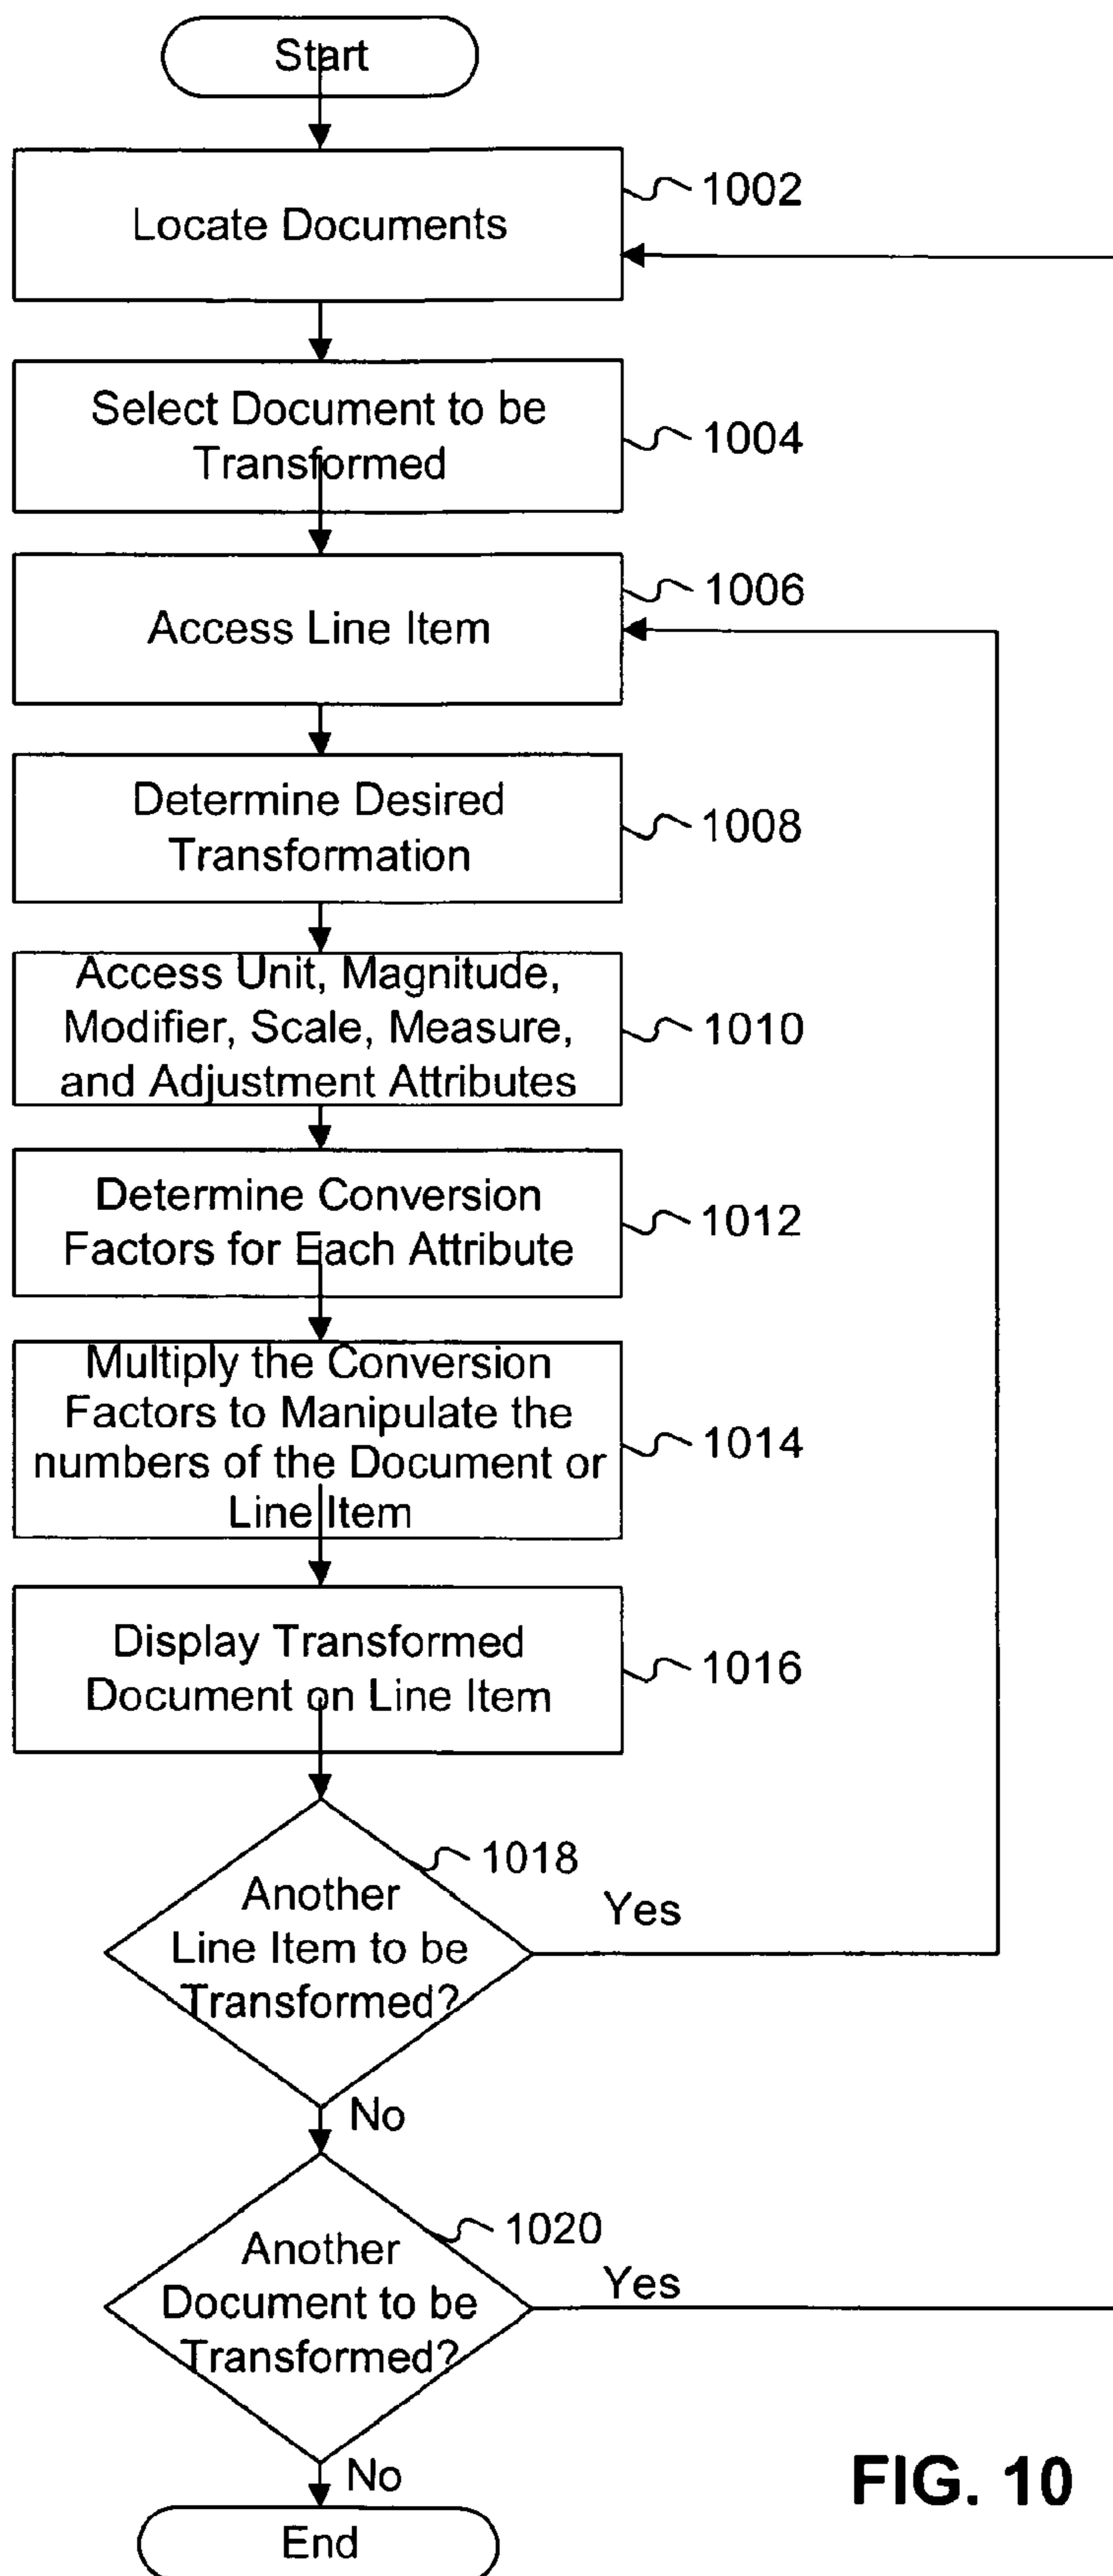 Start
Locate Documents
1002
Select Document to be
Transformed
1004
Access Line Item
1006
Determine Desired
Transformation
1008
Access Unit, Magnitude,
Modifier, Scale, Measure,
and Adjustment Attributes
1010
Determine Conversion
Factors for Each Attribute
1012
Multiply the Conversion
Factors to Manipulate the
numbers of the Document or
Line Item
1014
Display Transformed
Document on Line Item
1016
Another
Line Item to be
Transformed?
1018
Yes
No
Another
Document to be
Transformed?
1020
Yes
No
End
FIG. 10